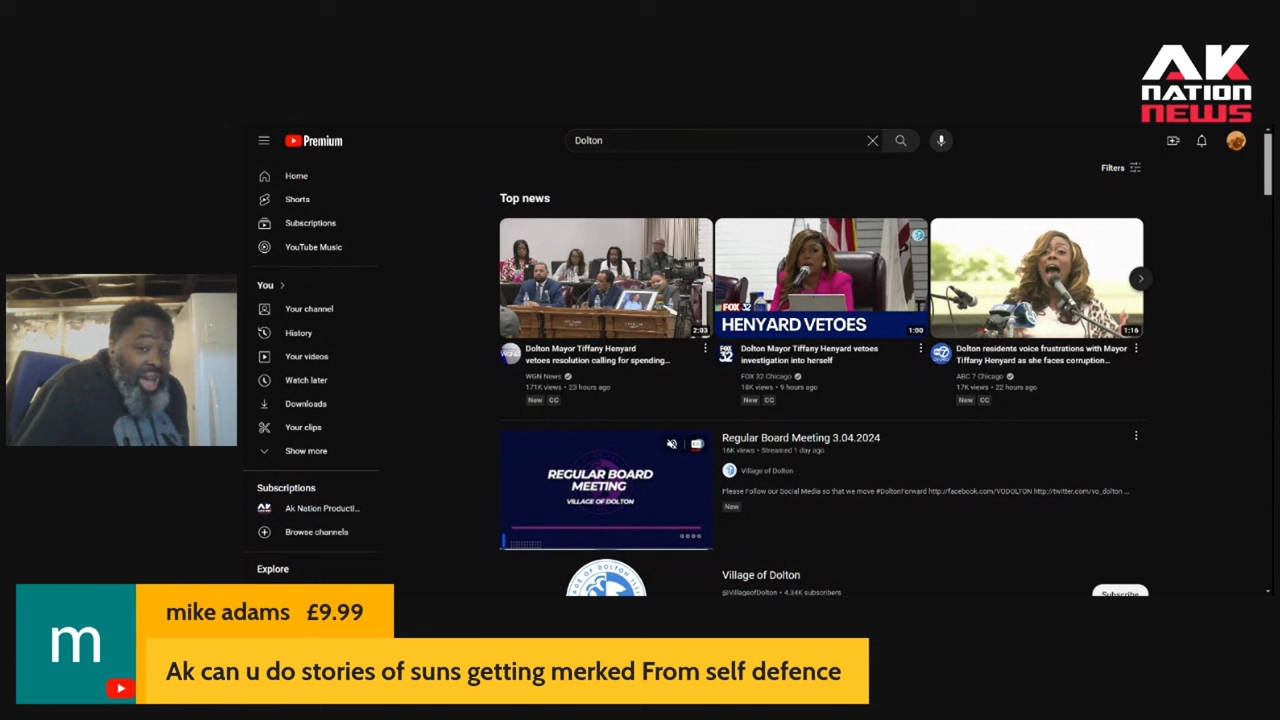 AK
NATION
NEWS
Premium
Dolton
Filters
Home
Shorts
Subscriptions
YouTube Music
You
Your channel
History
Your videos
Watch later
Downloads
Your clips
Show more
Subscriptions
Ak Nation Producti...
Browse channels
Explore
Top news
2:03
Dolton Mayor Tiffany Henyard
vetoes resolution calling for spending...
WGN News
171K views • 23 hours ago
New CC
FOX 32
HENYARD VETOES
1:00
Dolton Mayor Tiffany Henyard vetoes
investigation into herself
FOX 32 Chicago
18K views • 9 hours ago
New CC
1:16
Dolton residents voice frustrations with Mayor
Tiffany Henyard as she faces corruption...
ABC 7 Chicago
17K views • 22 hours ago
New CC
REGULAR BOARD
MEETING
VILLAGE OF DOLTON
Regular Board Meeting 3.04.2024
16K views • Streamed 1 day ago
Village of Dolton
Please Follow our Social Media so that we move #DoltonForward http://facebook.com/VODOLTON http://twitter.com/vo_dolton ...
New
VILLAGE OF DOLTON
Village of Dolton
@VillageofDolton • 4.34K subscribers
Subscribe
m
mike adams £9.99
Ak can u do stories of suns getting merked From self defence